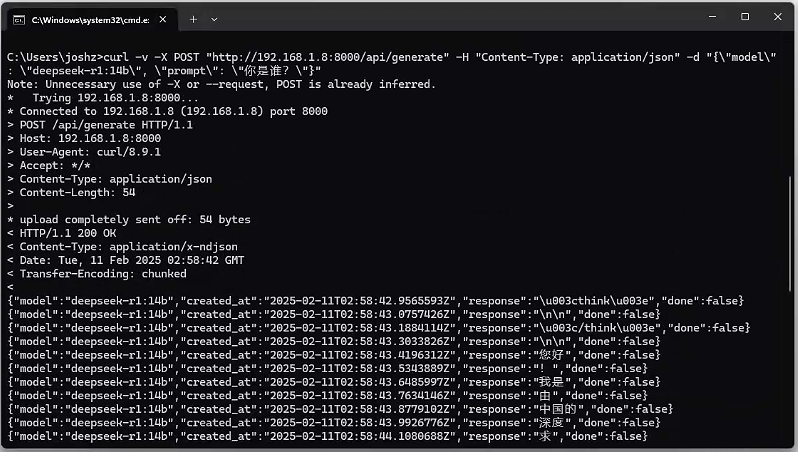 C:\Windows\system32\cmd.e:
C:\Users\joshz>curl -v -X POST "http://192.168.1.8:8000/api/generate" -H "Content-Type: application/json" -d "{\"model\"
: \"deepseek-r1:14b\", \"prompt\": \"你是谁? \"}"
Note: Unnecessary use of -X or --request, POST is already inferred.
*   Trying 192.168.1.8:8000...
* Connected to 192.168.1.8 (192.168.1.8) port 8000
> POST /api/generate HTTP/1.1
> Host: 192.168.1.8:8000
> User-Agent: curl/8.9.1
> Accept: */*
> Content-Type: application/json
> Content-Length: 54
>
* upload completely sent off: 54 bytes
< HTTP/1.1 200 OK
< Content-Type: application/x-ndjson
< Date: Tue, 11 Feb 2025 02:58:42 GMT
< Transfer-Encoding: chunked
<
{"model":"deepseek-r1:14b","created_at":"2025-02-11T02:58:42.9565593Z","response":"\u003cthink\u003e","done":false}
{"model":"deepseek-r1:14b","created_at":"2025-02-11T02:58:43.0757426Z","response":"\n\n","done":false}
{"model":"deepseek-r1:14b","created_at":"2025-02-11T02:58:43.1884114Z","response":"\u003c/think\u003e","done":false}
{"model":"deepseek-r1:14b","created_at":"2025-02-11T02:58:43.3033826Z","response":"\n\n","done":false}
{"model":"deepseek-r1:14b","created_at":"2025-02-11T02:58:43.4196312Z","response":"您好","done":false}
{"model":"deepseek-r1:14b","created_at":"2025-02-11T02:58:43.5343889Z","response":"！","done":false}
{"model":"deepseek-r1:14b","created_at":"2025-02-11T02:58:43.6485997Z","response":"我是","done":false}
{"model":"deepseek-r1:14b","created_at":"2025-02-11T02:58:43.7634146Z","response":"由","done":false}
{"model":"deepseek-r1:14b","created_at":"2025-02-11T02:58:43.8779102Z","response":"中国的","done":false}
{"model":"deepseek-r1:14b","created_at":"2025-02-11T02:58:43.9926776Z","response":"深度","done":false}
{"model":"deepseek-r1:14b","created_at":"2025-02-11T02:58:44.1080688Z","response":"求","done":false}